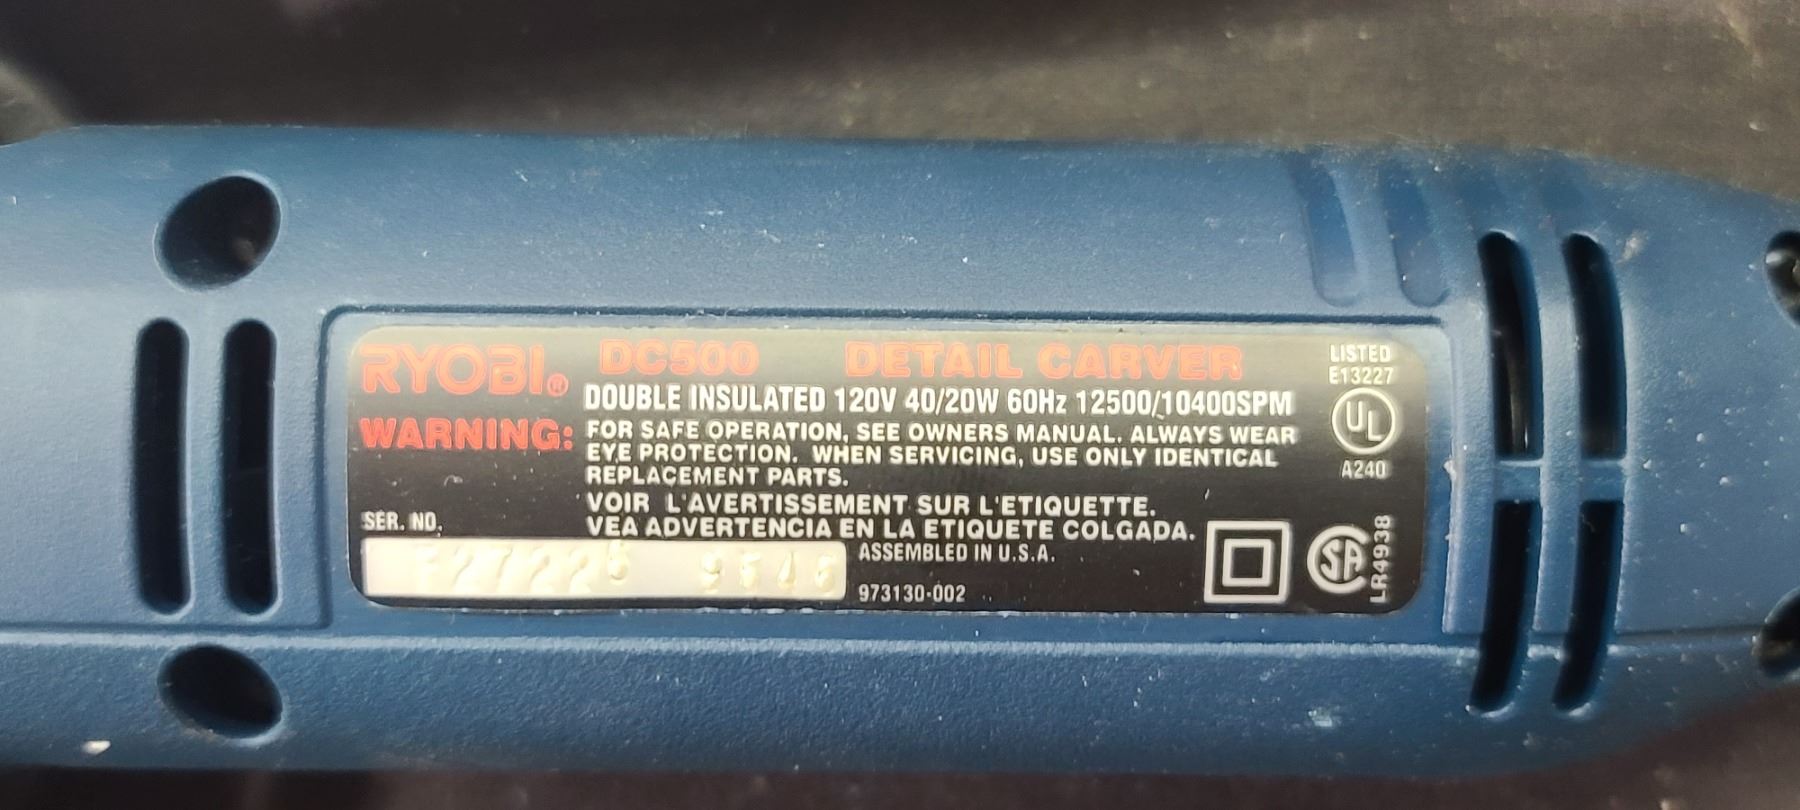 RYOBI® DC500 DETAIL CARVER
DOUBLE INSULATED 120V 40/20W 60Hz 12500/10400SPM
WARNING: FOR SAFE OPERATION, SEE OWNERS MANUAL. ALWAYS WEAR
EYE PROTECTION. WHEN SERVICING, USE ONLY IDENTICAL
REPLACEMENT PARTS.
VOIR L'AVERTISSEMENT SUR L'ETIQUETTE.
VEA ADVERTENCIA EN LA ETIQUETE COLGADA.
SER. NO.
ASSEMBLED IN U.S.A.
973130-002
LISTED
E13227
UL
A240
SA
LR4938